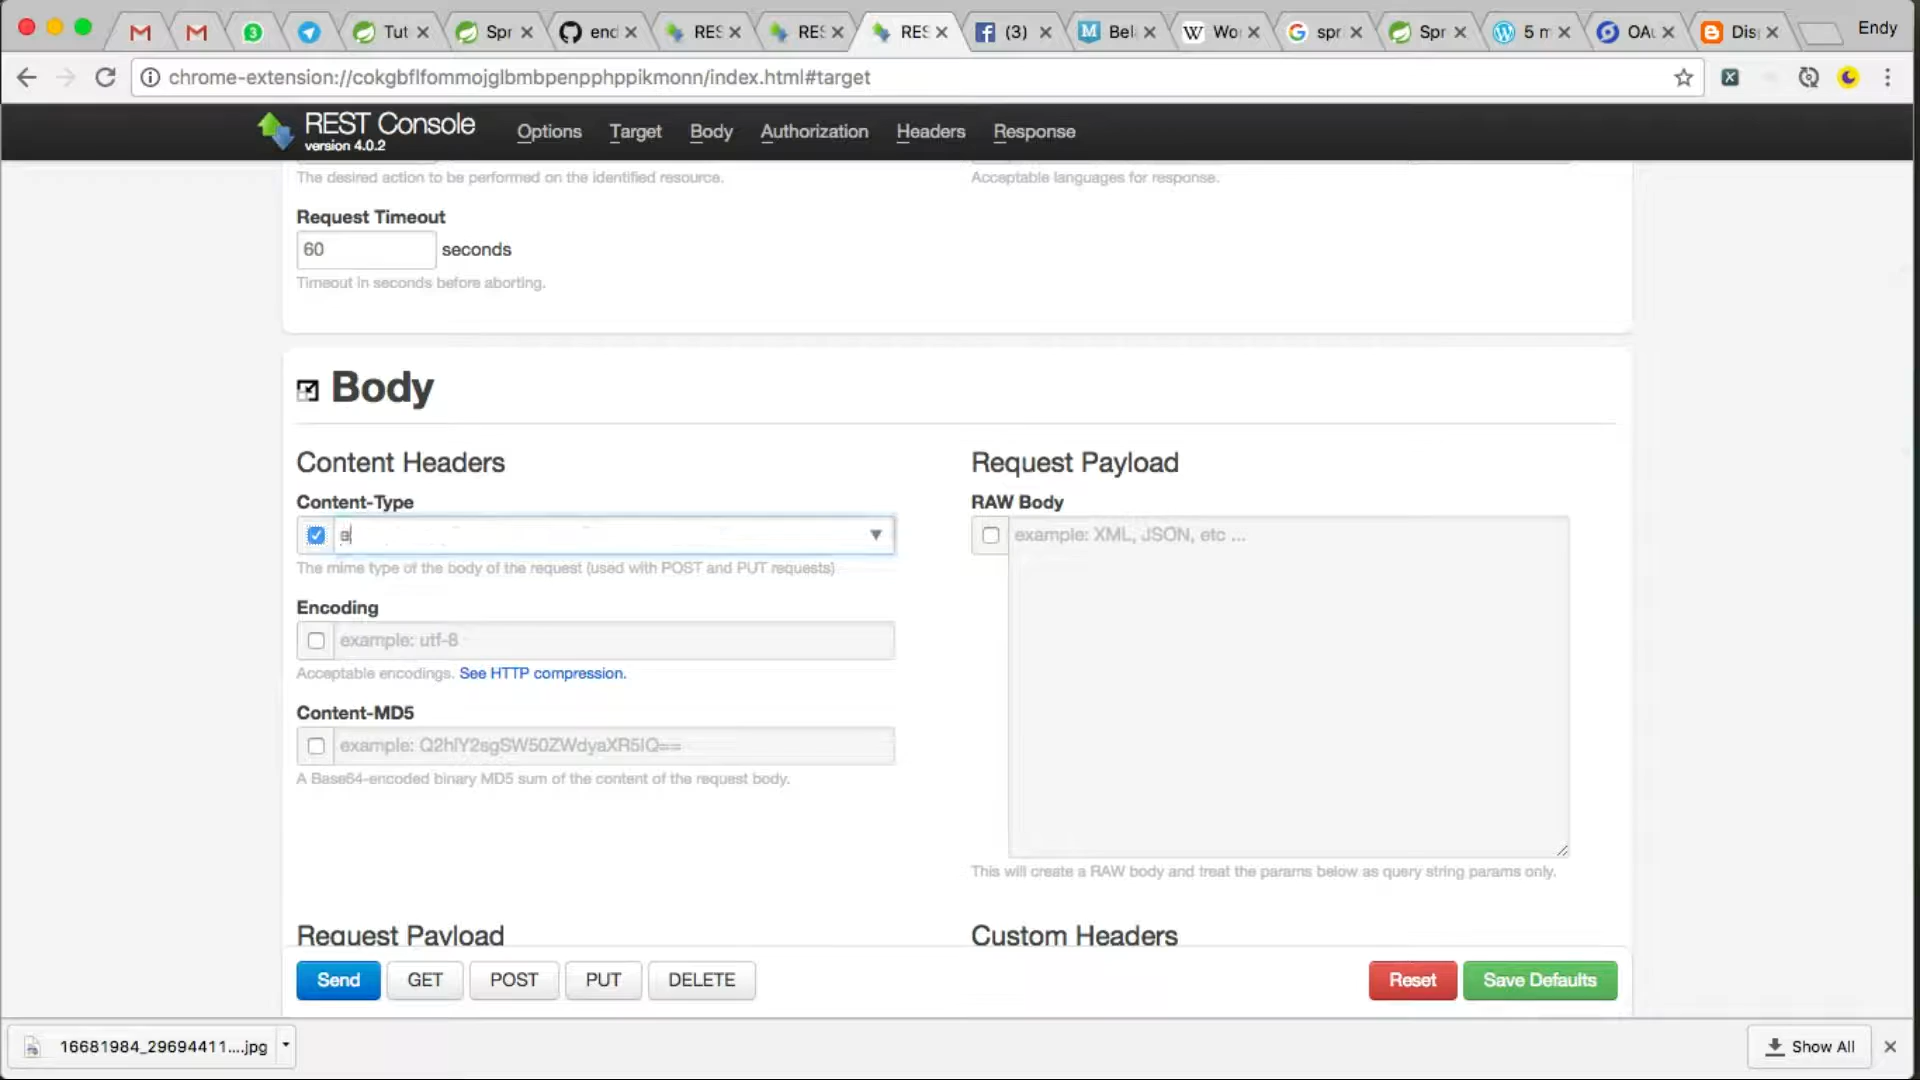 Tut
Spr
end
RES
RES
RES
(3)
Bel
Wo
spr
Spr
5 m
OAu
Dis
Endy
chrome-extension://cokgbflfommojglbmbpenpphppikmonn/index.html#target
REST Console
version 4.0.2
Options
Target
Body
Authorization
Headers
Response
The desired action to be performed on the identified resource.
Acceptable languages for response.
Request Timeout
60
seconds
Timeout in seconds before aborting.
Body
Content Headers
Request Payload
Content-Type
RAW Body
example: XML, JSON, etc ...
The mime type of the body of the request (used with POST and PUT requests)
Encoding
example: utf-8
Acceptable encodings. See HTTP compression.
Content-MD5
example: Q2hlY2sgSW50ZWdyaXR5IQ==
A Base64-encoded binary MD5 sum of the content of the request body.
This will create a RAW body and treat the params below as query string params only.
Request Payload
Custom Headers
Send
GET
POST
PUT
DELETE
Reset
Save Defaults
16681984_29694411....jpg
Show All